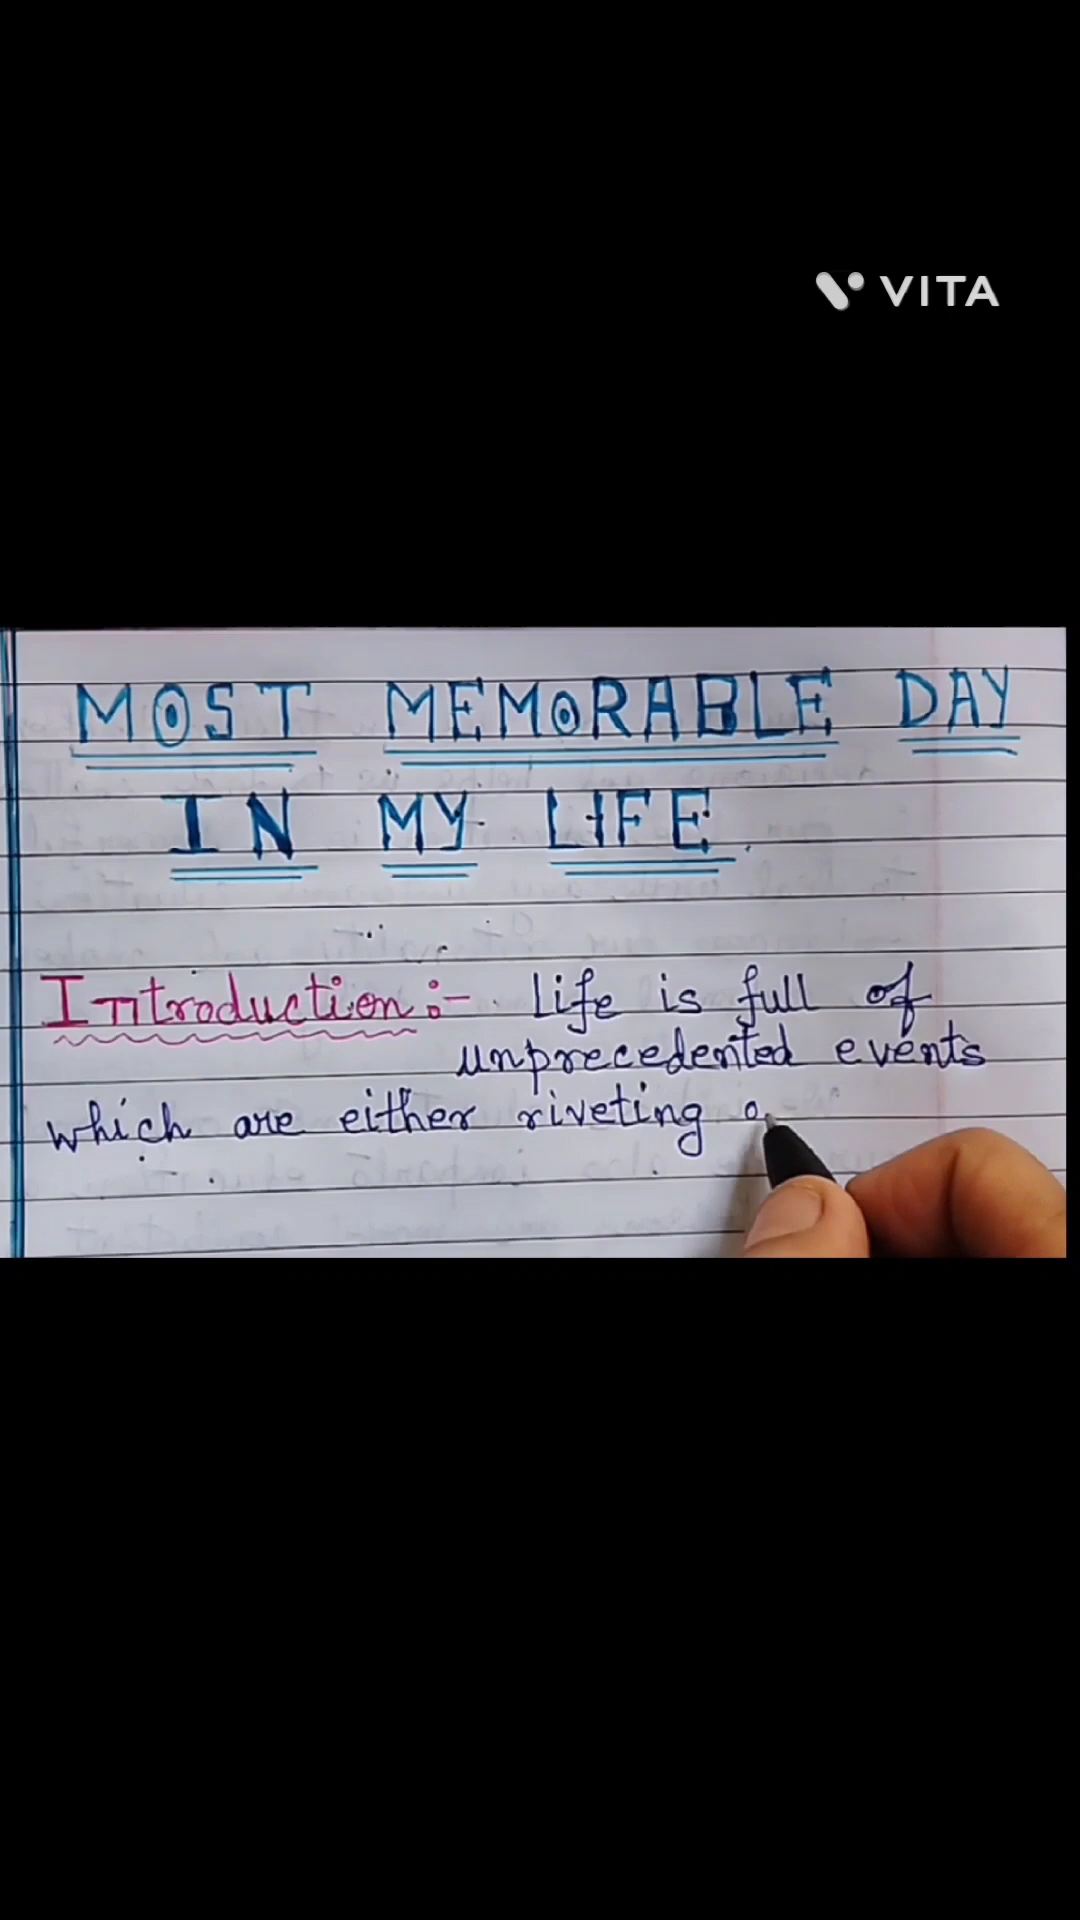 VITA
MOST MEMORABLE DAY
IN MY LIFE.
Introduction :- Life is full of
unprecedented events
which are either riveting o